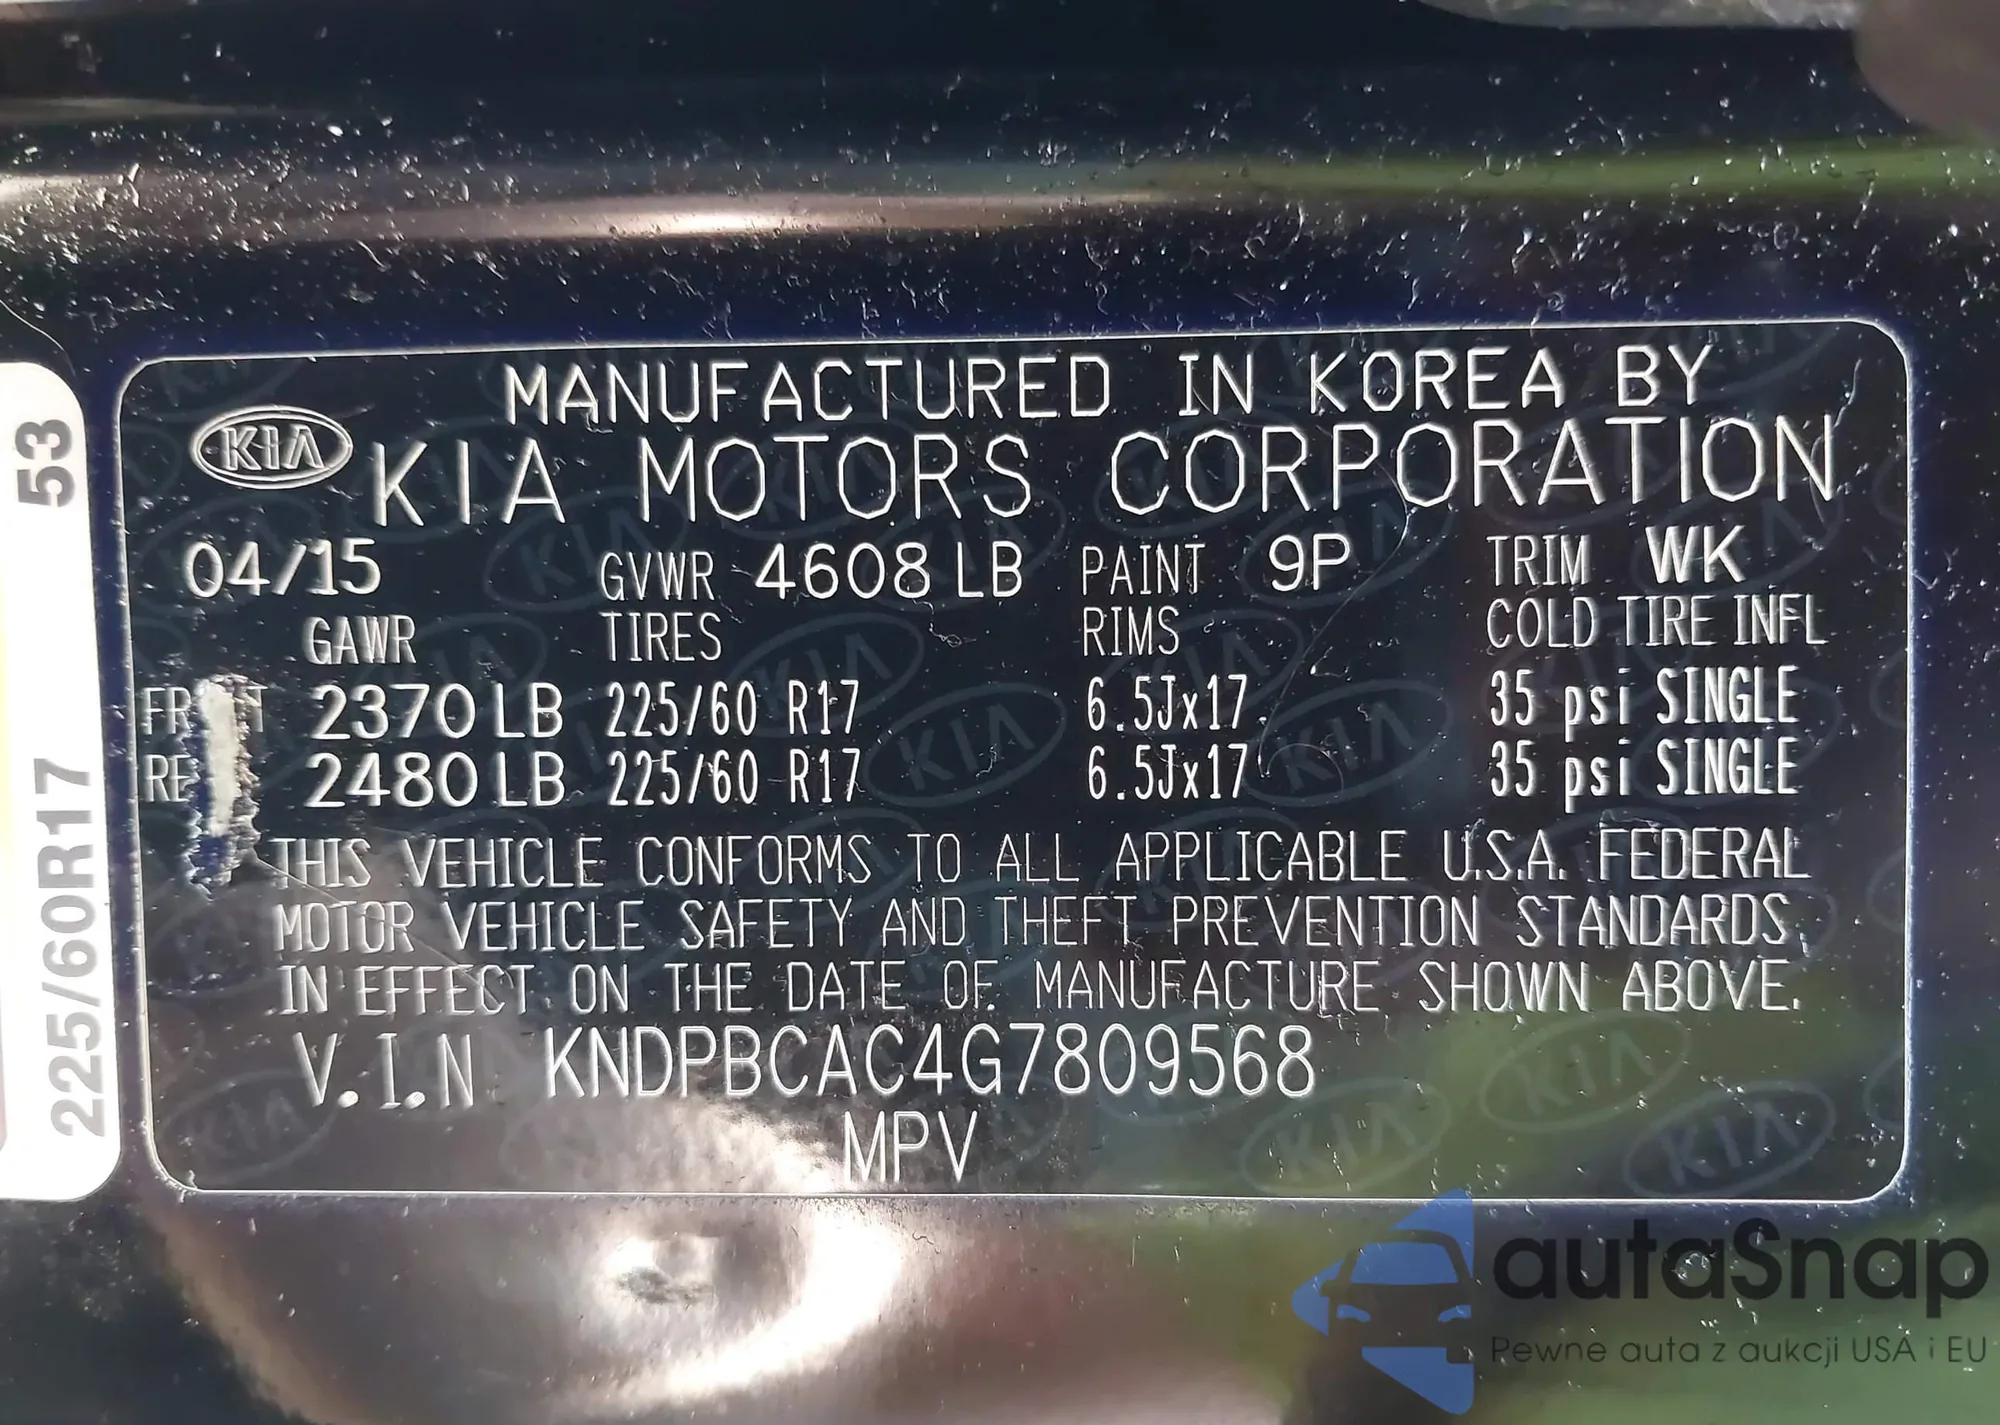 MANUFACTURED IN KOREA BY
KIA KIA MOTORS CORPORATION
04/15 GVWR 4608 LB PAINT 9P TRIM WK
GAWR TIRES RIMS COLD TIRE INFL
2370 LB 225/60 R17 6.5Jx17 35 psi SINGLE
2480 LB 225/60 R17 6.5Jx17 35 psi SINGLE
THIS VEHICLE CONFORMS TO ALL APPLICABLE U.S.A. FEDERAL
MOTOR VEHICLE SAFETY AND THEFT PREVENTION STANDARDS
IN EFFECT ON THE DATE OF MANUFACTURE SHOWN ABOVE.
V.I.N KNDPBCAC4G7809568
MPV
225/60R17 53
autaSnap
Pewne auta z aukcji USA i EU